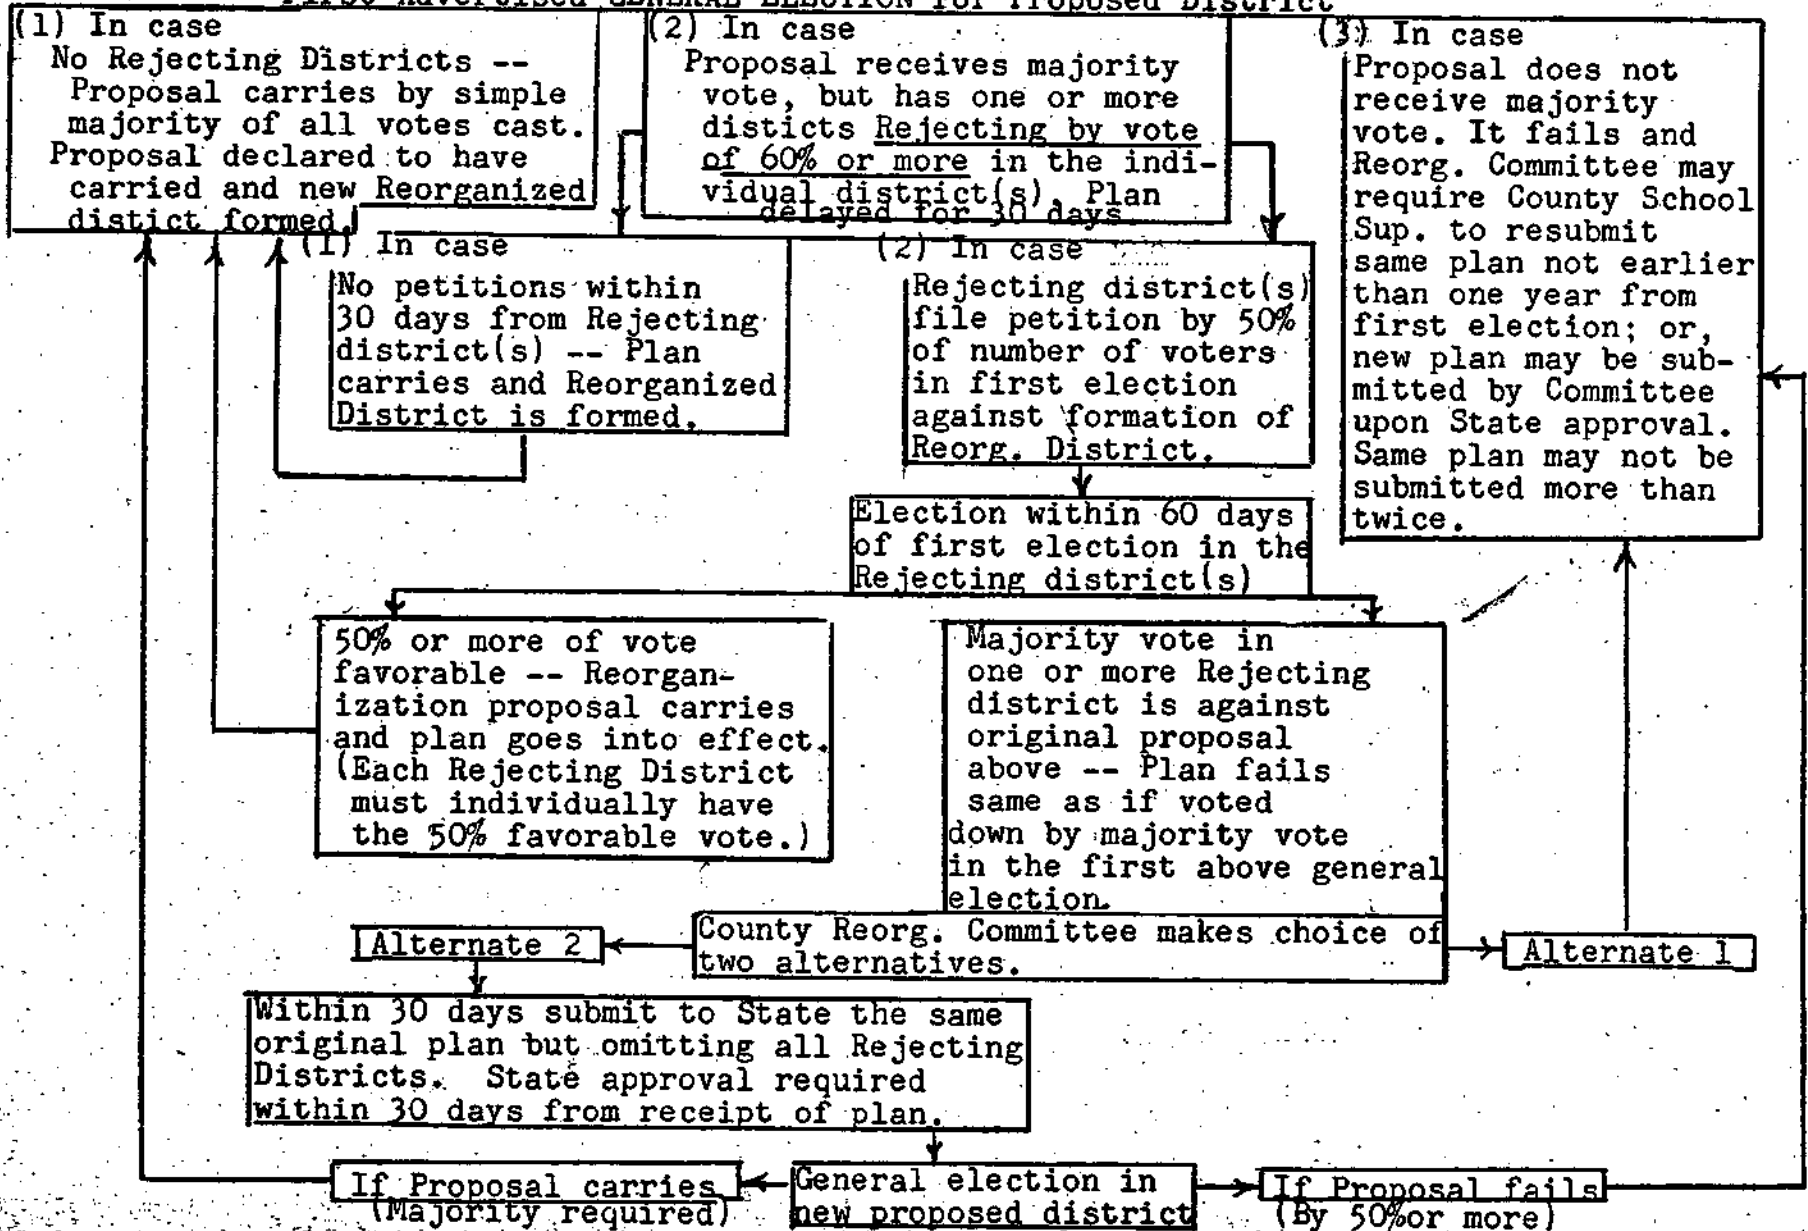 First Advertised GENERAL ELECTION for Proposed District
(1) In case
No Rejecting Districts --
Proposal carries by simple
majority of all votes cast.
Proposal declared to have
carried and new Reorganized
distict formed.
(2) In case
Proposal receives majority
vote, but has one or more
disticts Rejecting by vote
of 60% or more in the indi-
vidual district(s), Plan
delayed for 30 days
(3) In case
Proposal does not
receive majority
vote. It fails and
Reorg. Committee may
require County School
Sup. to resubmit
same plan not earlier
than one year from
first election; or,
new plan may be sub-
mitted by Committee
upon State approval.
Same plan may not be
submitted more than
twice.
(1) In case
No petitions within
30 days from Rejecting
district(s) -- Plan
carries and Reorganized
District is formed.
(2) In case
Rejecting district(s)
file petition by 50%
of number of voters
in first election
against formation of
Reorg. District.
Election within 60 days
of first election in the
Rejecting district(s)
50% or more of vote
favorable -- Reorgan-
ization proposal carries
and plan goes into effect.
(Each Rejecting District
must individually have
the 50% favorable vote.)
Majority vote in
one or more Rejecting
district is against
original proposal
above -- Plan fails
same as if voted
down by majority vote
in the first above general
election.
County Reorg. Committee makes choice of
two alternatives.
Alternate 2
Alternate 1
Within 30 days submit to State the same
original plan but omitting all Rejecting
Districts. State approval required
within 30 days from receipt of plan.
If Proposal carries
(Majority required)
General election in
new proposed district
If Proposal fails
(By 50%or more)